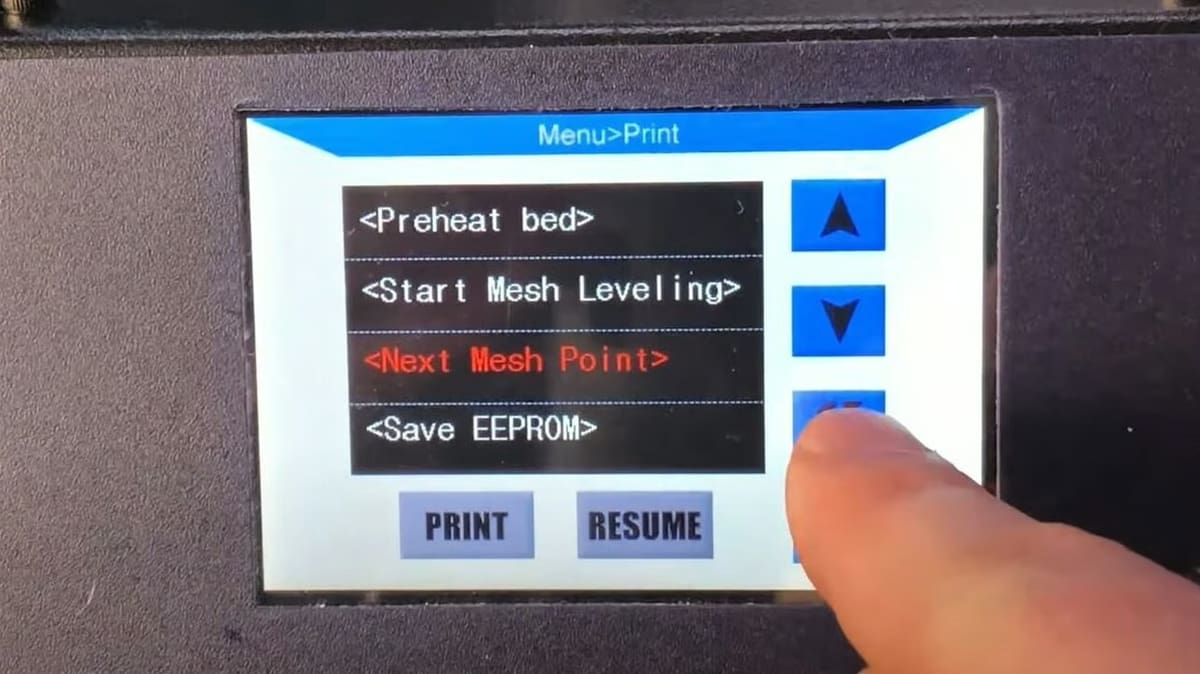 Menu>Print
<Preheat bed>
<Start Mesh Leveling>
<Next Mesh Point>
<Save EEPROM>
PRINT
RESUME